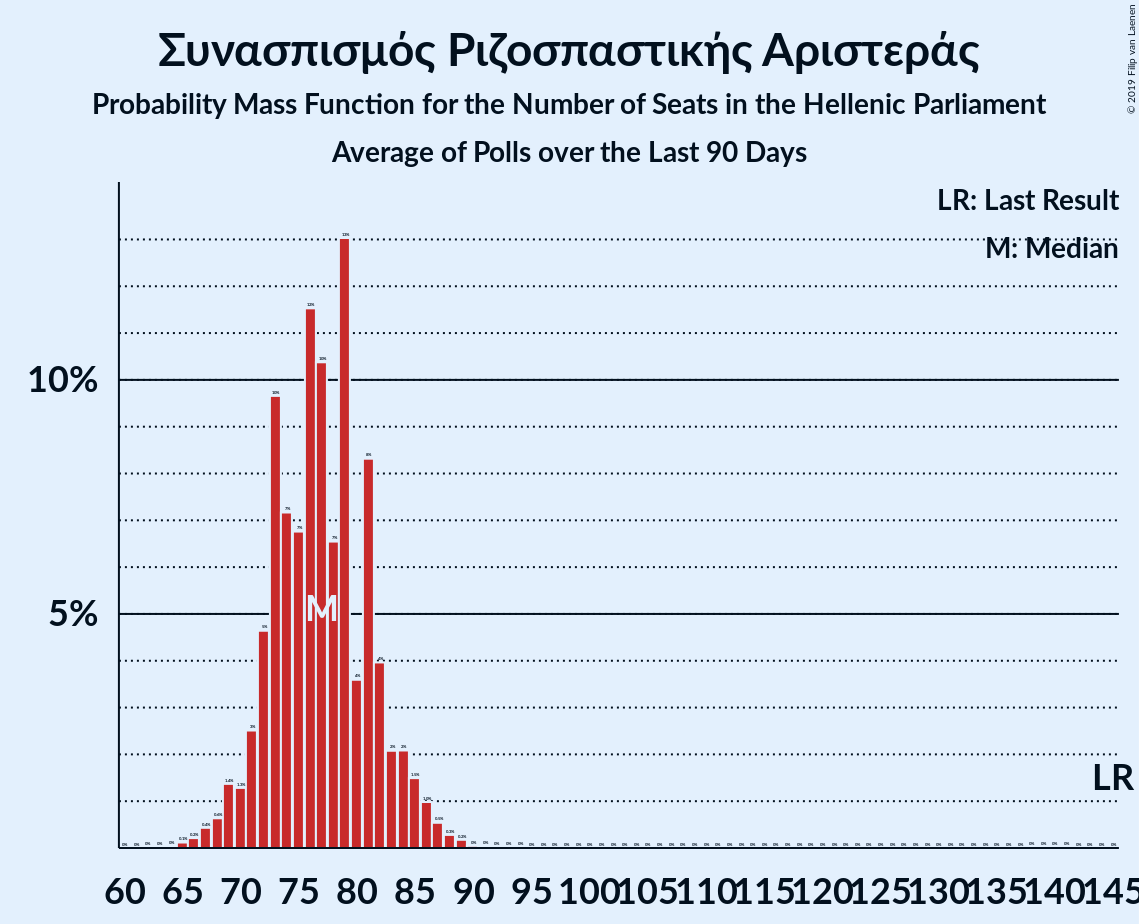 Συνασπισμός Ριζοσπαστικής Αριστεράς
Probability Mass Function for the Number of Seats in the Hellenic Parliament
Average of Polls over the Last 90 Days
© 2019 Filip van Laenen
LR: Last Result
M: Median
10%
5%
M
LR
60 65 70 75 80 85 90 95 100 105 110 115 120 125 130 135 140 145